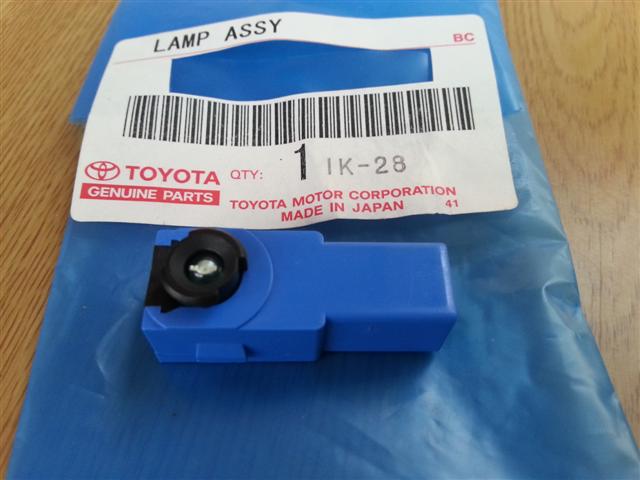 LAMP ASSY
BC
TOYOTA
GENUINE PARTS
QTY: 1 IK-28
TOYOTA MOTOR CORPORATION
MADE IN JAPAN 41